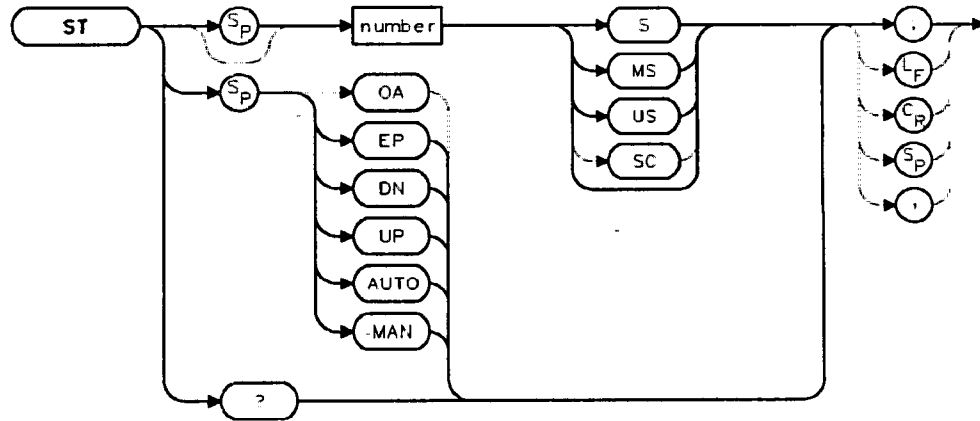 ST
SP
number
S
;
MS
LF
SP
OA
US
CR
EP
SC
SP
DN
,
UP
AUTO
MAN
?